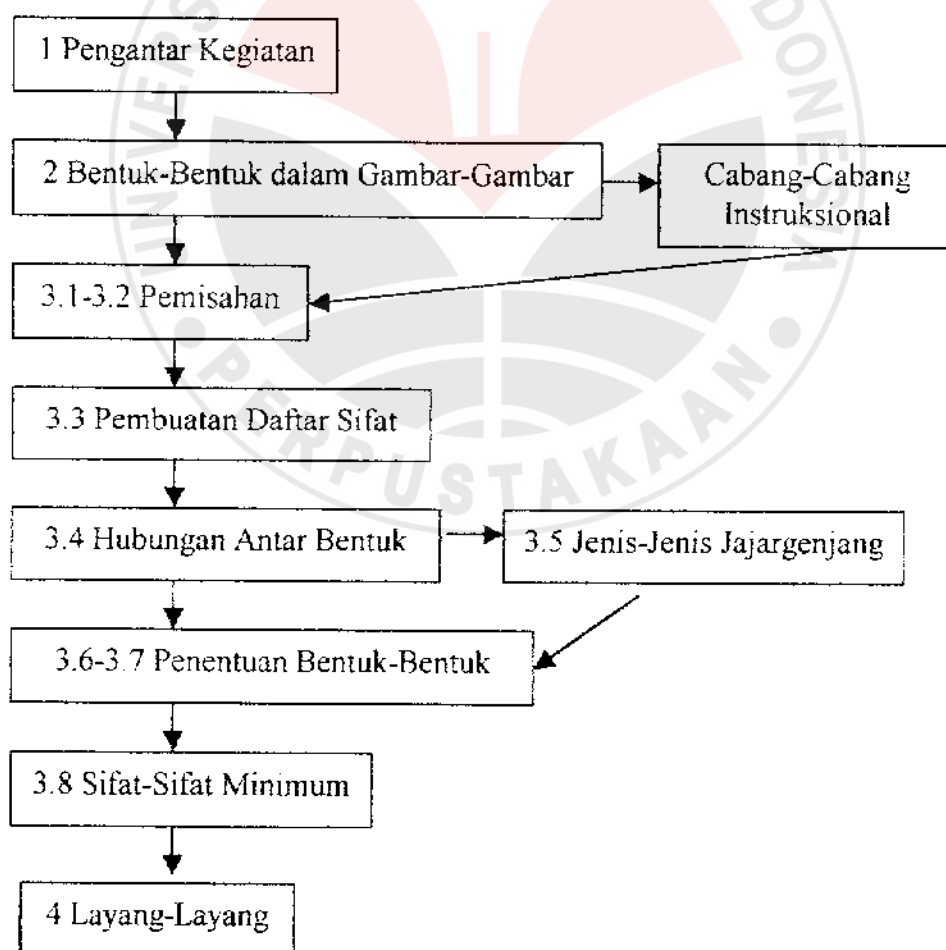 1 Pengantar Kegiatan
2 Bentuk-Bentuk dalam Gambar-Gambar
Cabang-Cabang
Instruksional
3.1-3.2 Pemisahan
3.3 Pembuatan Daftar Sifat
3.4 Hubungan Antar Bentuk
3.5 Jenis-Jenis Jajargenjang
3.6-3.7 Penentuan Bentuk-Bentuk
3.8 Sifat-Sifat Minimum
4 Layang-Layang
PERPUSTAKAAN